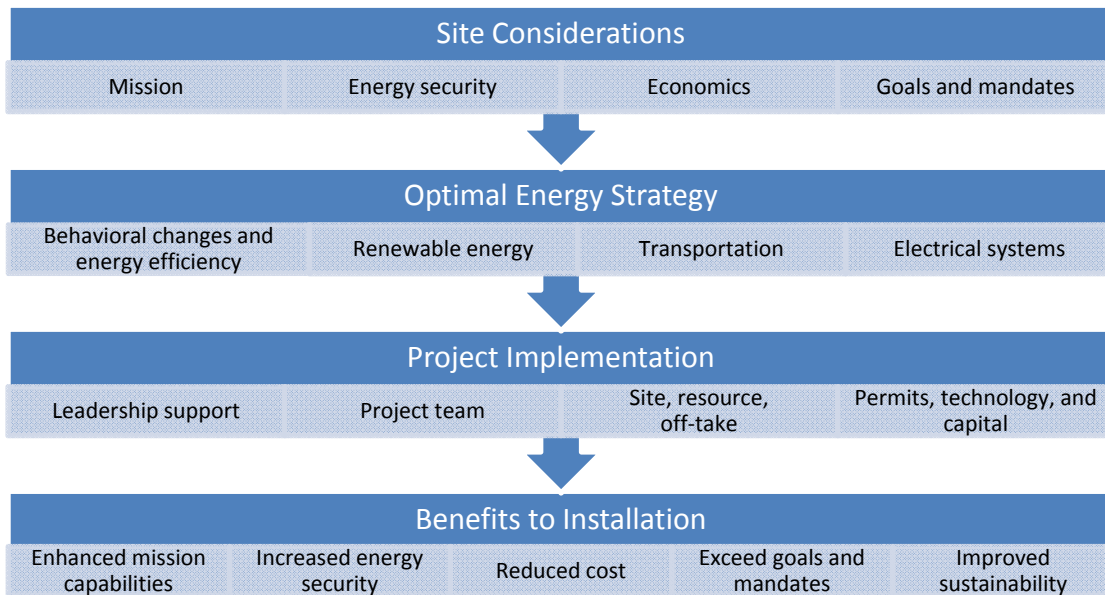 Site Considerations
Mission
Energy security
Economics
Goals and mandates
Optimal Energy Strategy
Behavioral changes and
energy efficiency
Renewable energy
Transportation
Electrical systems
Project Implementation
Leadership support
Project team
Site, resource,
off-take
Permits, technology, and
capital
Benefits to Installation
Enhanced mission
capabilities
Increased energy
security
Reduced cost
Exceed goals and
mandates
Improved
sustainability